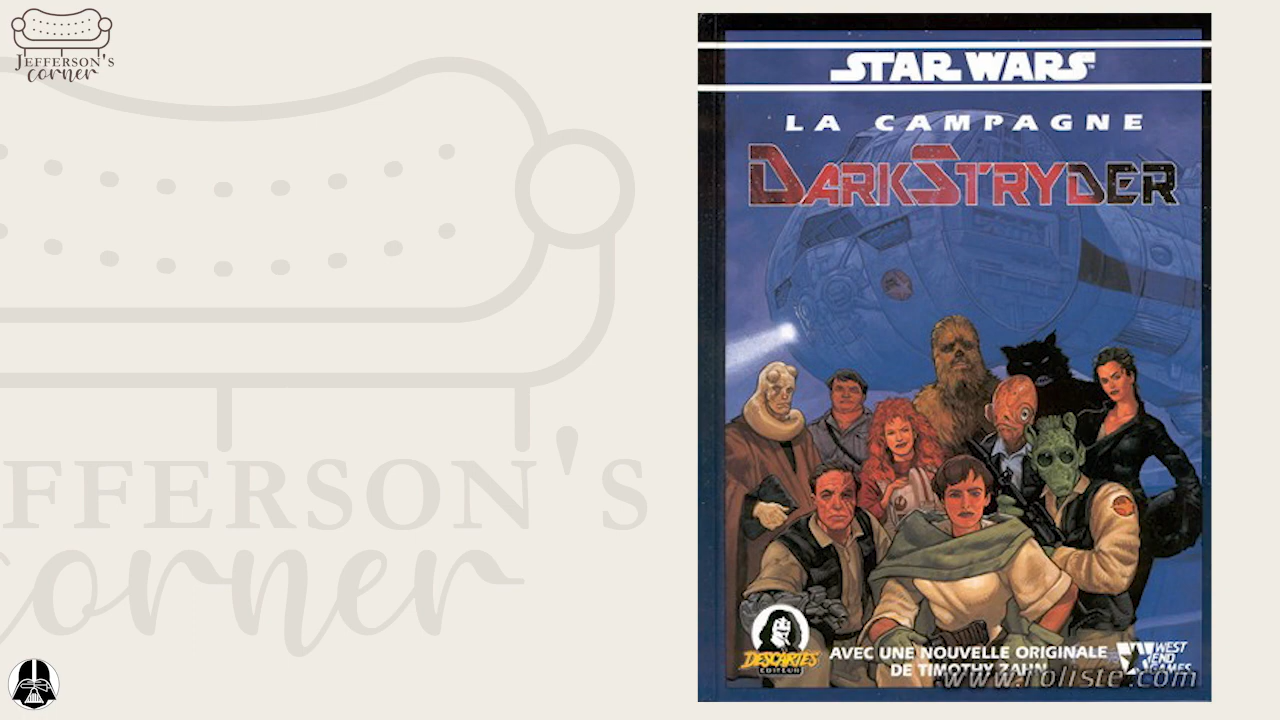 JEFFERSON'S
corner
STAR WARS
LA CAMPAGNE
DARKSTRYDER
EFFERSON'S
corner
DESCARTES
EDITEUR
AVEC UNE NOUVELLE ORIGINALE
DE TIMOTHY ZAHN
WEST
END
GAMES
www.roliste.com